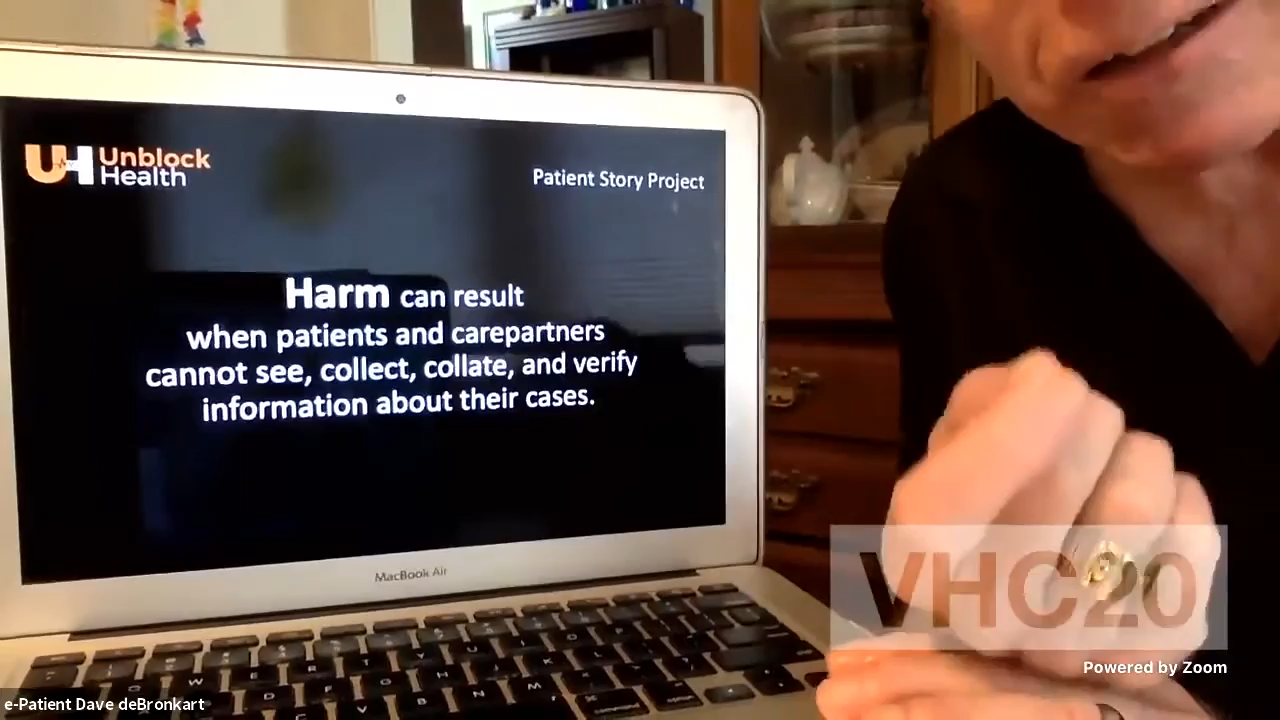 Unblock
Health
Patient Story Project
Harm can result
when patients and carepartners
cannot see, collect, collate, and verify
information about their cases.
MacBook Air
VHC20
Powered by Zoom
e-Patient Dave deBronkart